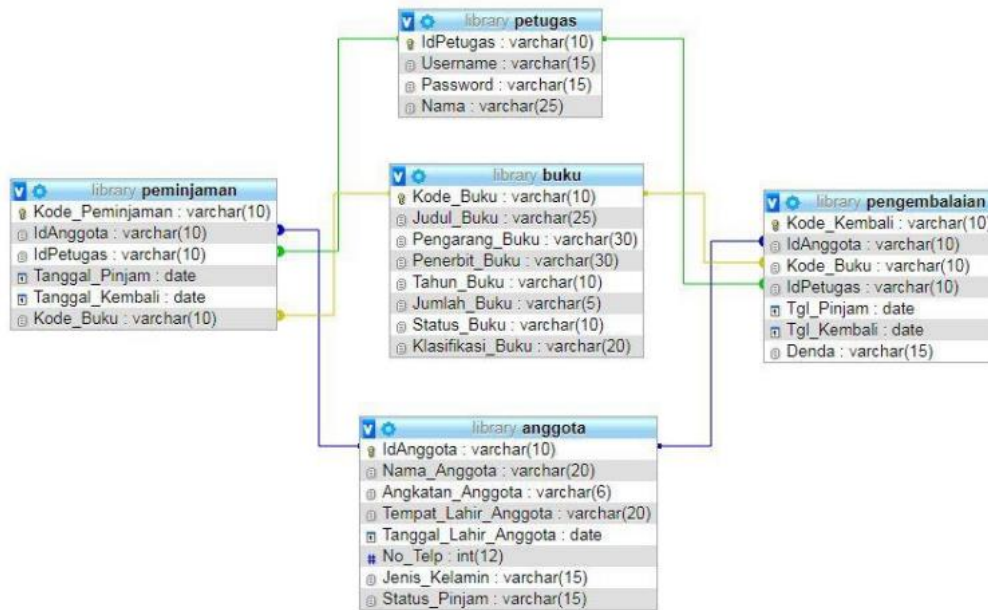 library petugas
IdPetugas : varchar(10)
Username : varchar(15)
Password : varchar(15)
Nama : varchar(25)
library peminjaman
Kode_Peminjaman : varchar(10)
IdAnggota : varchar(10)
IdPetugas : varchar(10)
Tanggal_Pinjam : date
Tanggal_Kembali : date
Kode_Buku : varchar(10)
library buku
Kode_Buku : varchar(10)
Judul_Buku : varchar(25)
Pengarang_Buku : varchar(30)
Penerbit_Buku : varchar(30)
Tahun_Buku : varchar(10)
Jumlah_Buku : varchar(5)
Status_Buku : varchar(10)
Klasifikasi_Buku : varchar(20)
library pengembalaian
Kode_Kembali : varchar(10)
IdAnggota : varchar(10)
Kode_Buku : varchar(10)
IdPetugas : varchar(10)
Tgl_Pinjam : date
Tgl_Kembali : date
Denda : varchar(15)
library anggota
IdAnggota : varchar(10)
Nama_Anggota : varchar(20)
Angkatan_Anggota : varchar(6)
Tempat_Lahir_Anggota : varchar(20)
Tanggal_Lahir_Anggota : date
# No_Telp : int(12)
Jenis_Kelamin : varchar(15)
Status_Pinjam : varchar(15)